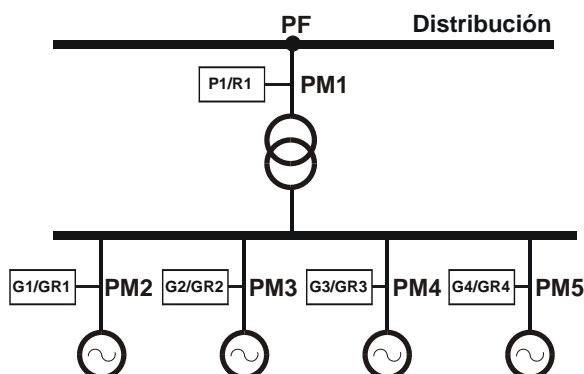 PF Distribución
P1/R1 PM1
G1/GR1 PM2 G2/GR2 PM3 G3/GR3 PM4 G4/GR4 PM5